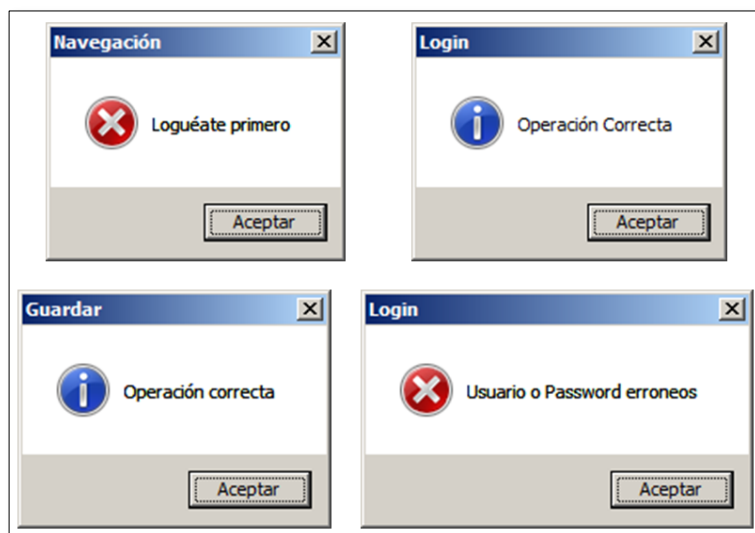 Navegación
Loguéate primero
Aceptar
Login
Operación Correcta
Aceptar
Guardar
Operación correcta
Aceptar
Login
Usuario o Password erroneos
Aceptar